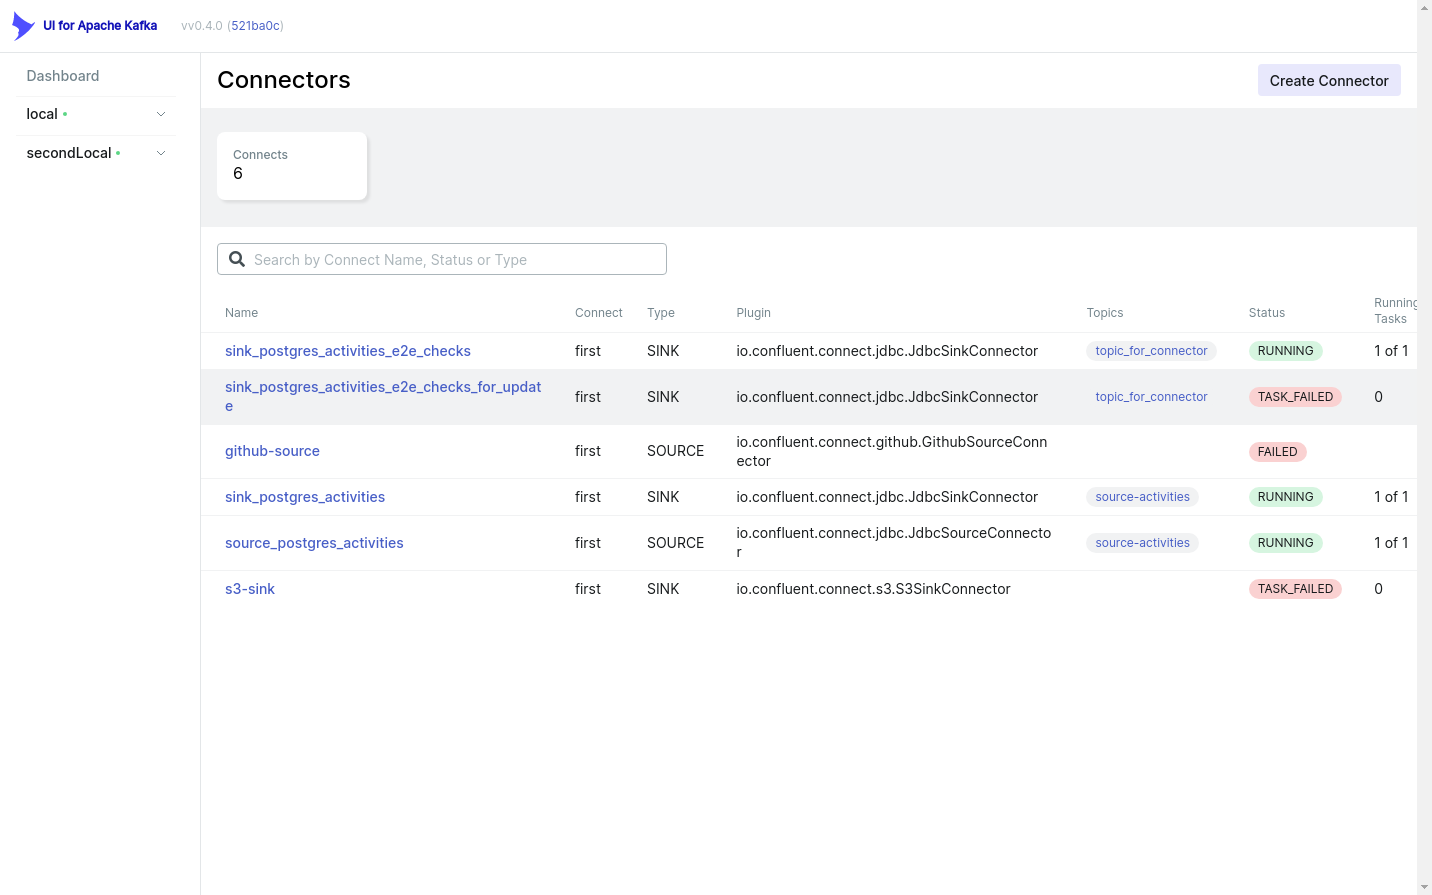 UI for Apache Kafka
vv0.4.0 (521ba0c)
Dashboard
local
secondLocal
Connectors
Create Connector
Connects
6
Search by Connect Name, Status or Type
Name Connect Type Plugin Topics Status Running Tasks
sink_postgres_activities_e2e_checks first SINK io.confluent.connect.jdbc.JdbcSinkConnector topic_for_connector RUNNING 1 of 1
sink_postgres_activities_e2e_checks_for_updat
e
first SINK io.confluent.connect.jdbc.JdbcSinkConnector topic_for_connector TASK_FAILED 0
github-source first SOURCE
io.confluent.connect.github.GithubSourceConn
ector
FAILED
sink_postgres_activities first SINK io.confluent.connect.jdbc.JdbcSinkConnector source-activities RUNNING 1 of 1
source_postgres_activities first SOURCE
io.confluent.connect.jdbc.JdbcSourceConnecto
r
source-activities RUNNING 1 of 1
s3-sink first SINK io.confluent.connect.s3.S3SinkConnector TASK_FAILED 0